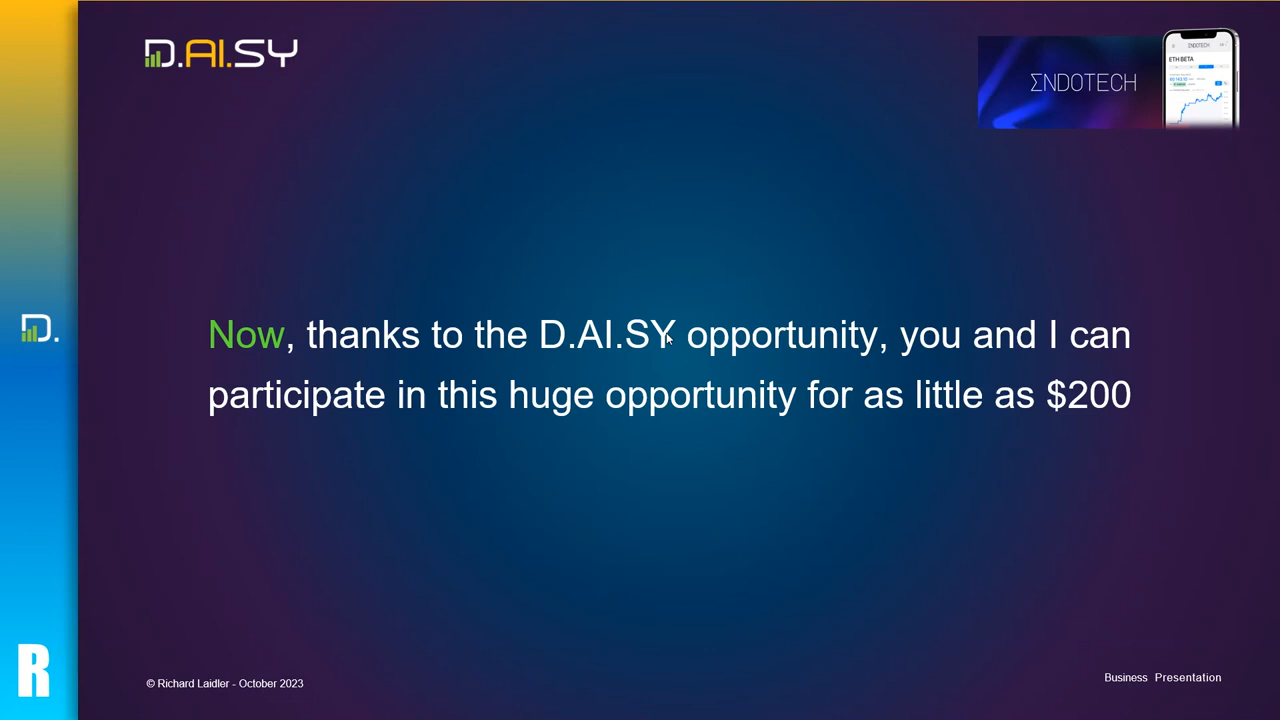 D.AI.SY
ΣNDOTECH
ΣNDOTECH
ETH BETA
Now, thanks to the D.AI.SY opportunity, you and I can
participate in this huge opportunity for as little as $200
D.
R
© Richard Laidler - October 2023
Business Presentation